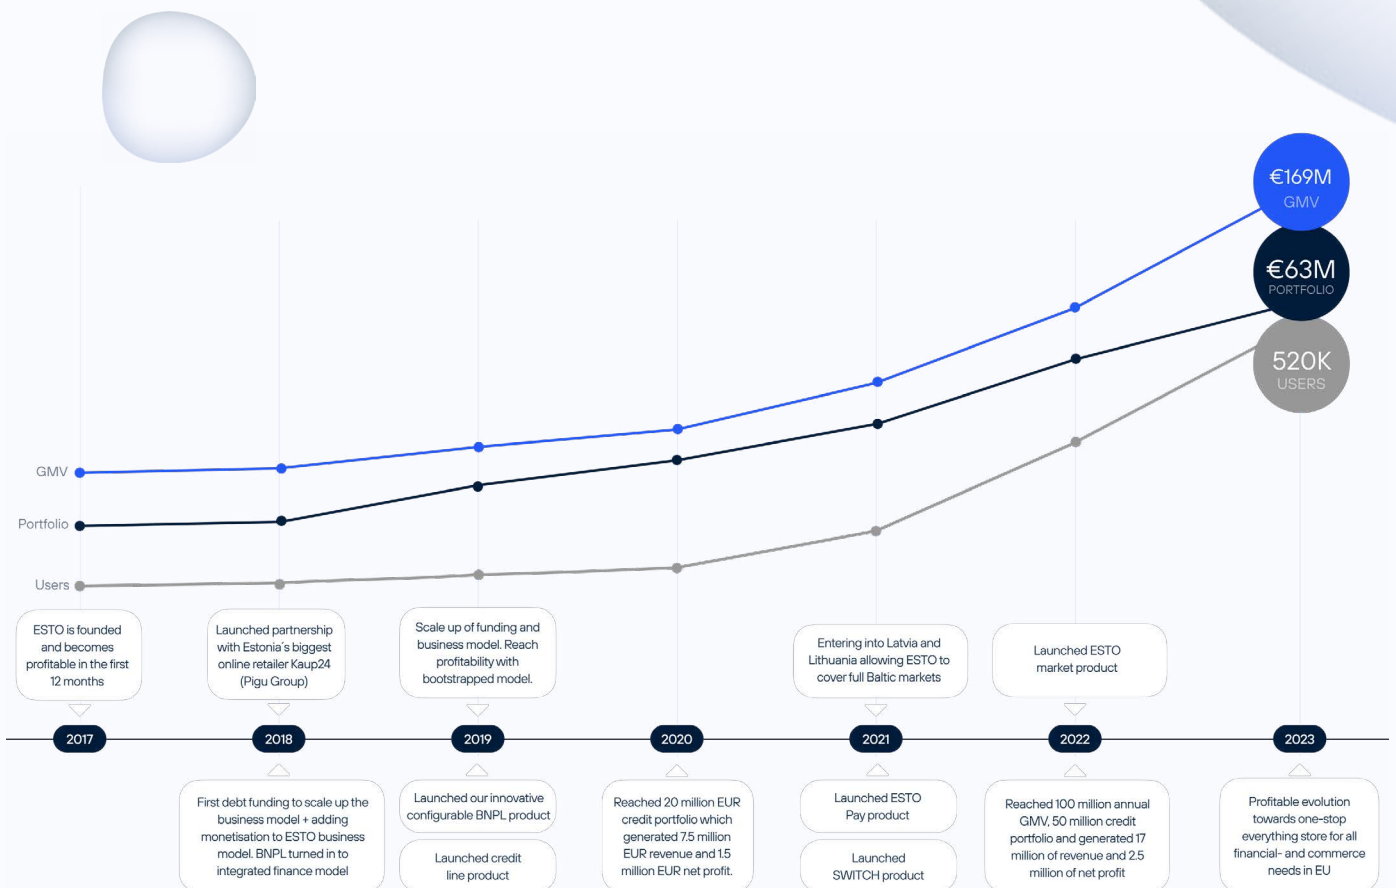 €169M
GMV
€63M
PORTFOLIO
520K
USERS
GMV
Portfolio
Users
ESTO is founded
and becomes
profitable in the first
12 months
Launched partnership
with Estonia´s biggest
online retailer Kaup24
(Pigu Group)
Scale up of funding and
business model. Reach
profitability with
bootstrapped model.
Entering into Latvia and
Lithuania allowing ESTO to
cover full Baltic markets
Launched ESTO
market product
2017
2018
2019
2020
2021
2022
2023
First debt funding to scale up the
business model + adding
monetisation to ESTO business
model. BNPL turned in to
integrated finance model
Launched our innovative
configurable BNPL product
Launched credit
line product
Reached 20 million EUR
credit portfolio which
generated 7.5 million
EUR revenue and 1.5
million EUR net profit.
Launched ESTO
Pay product
Launched
SWITCH product
Reached 100 million annual
GMV, 50 million credit
portfolio and generated 17
million of revenue and 2.5
million of net profit
Profitable evolution
towards one-stop
everything store for all
financial- and commerce
needs in EU